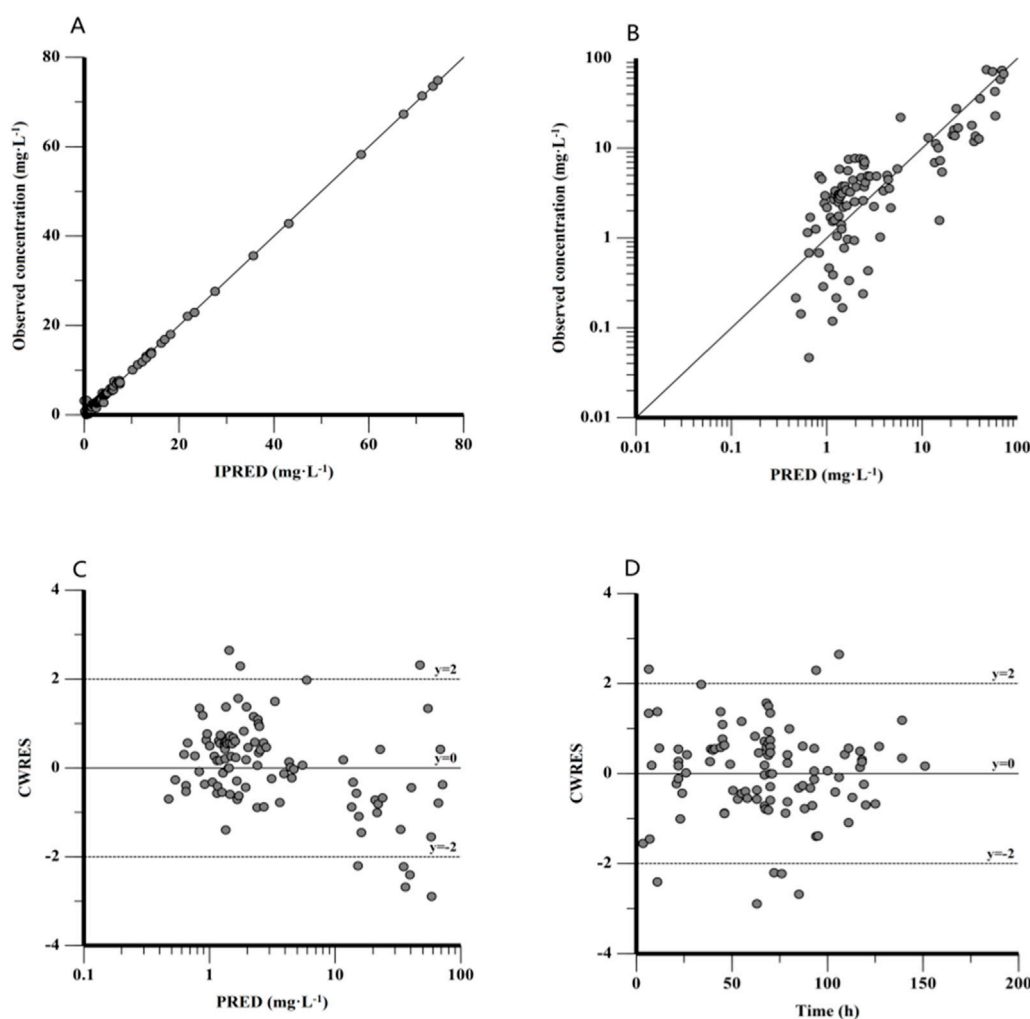 A
80
60
40
20
0
0 20 40 60 80
Observed concentration (mg·L⁻¹)
IPRED (mg·L⁻¹)
B
100
10
1
0.1
0.01
0.01 0.1 1 10 100
Observed concentration (mg·L⁻¹)
PRED (mg·L⁻¹)
C
4
2
0
-2
-4
y=2
y=0
y=-2
0.1 1 10 100
CWRES
PRED (mg·L⁻¹)
D
4
2
0
-2
-4
y=2
y=0
y=-2
0 50 100 150 200
CWRES
Time (h)